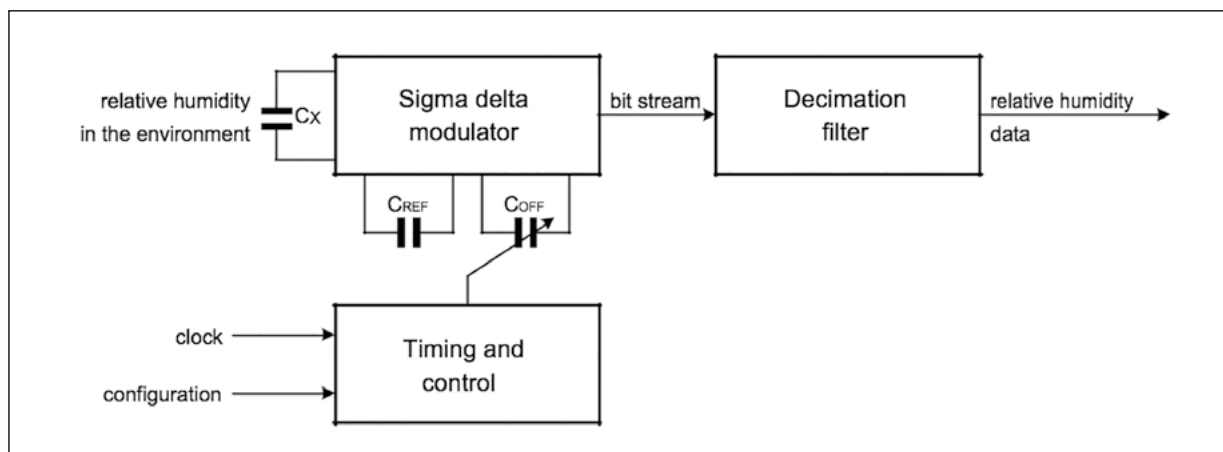 relative humidity
in the environment
CX
Sigma delta
modulator
bit stream
Decimation
filter
relative humidity
data
CREF
COFF
clock
configuration
Timing and
control